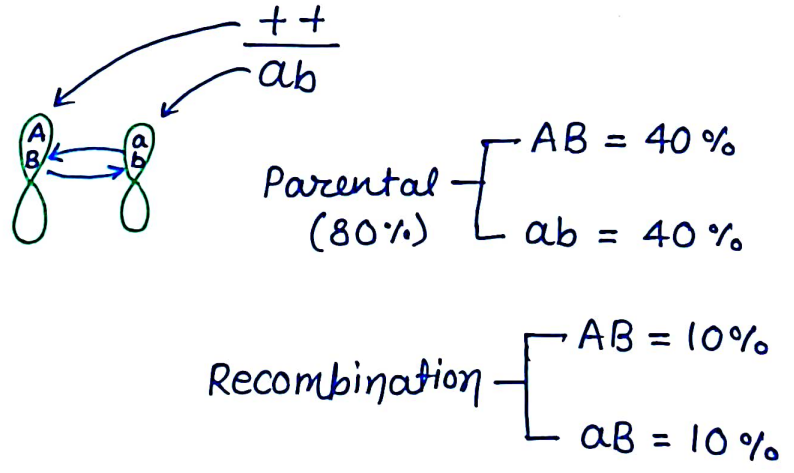 ++
ab
A
B
a
b
Parental
(80%)
AB = 40%
ab = 40%
Recombination
AB = 10%
aB = 10%